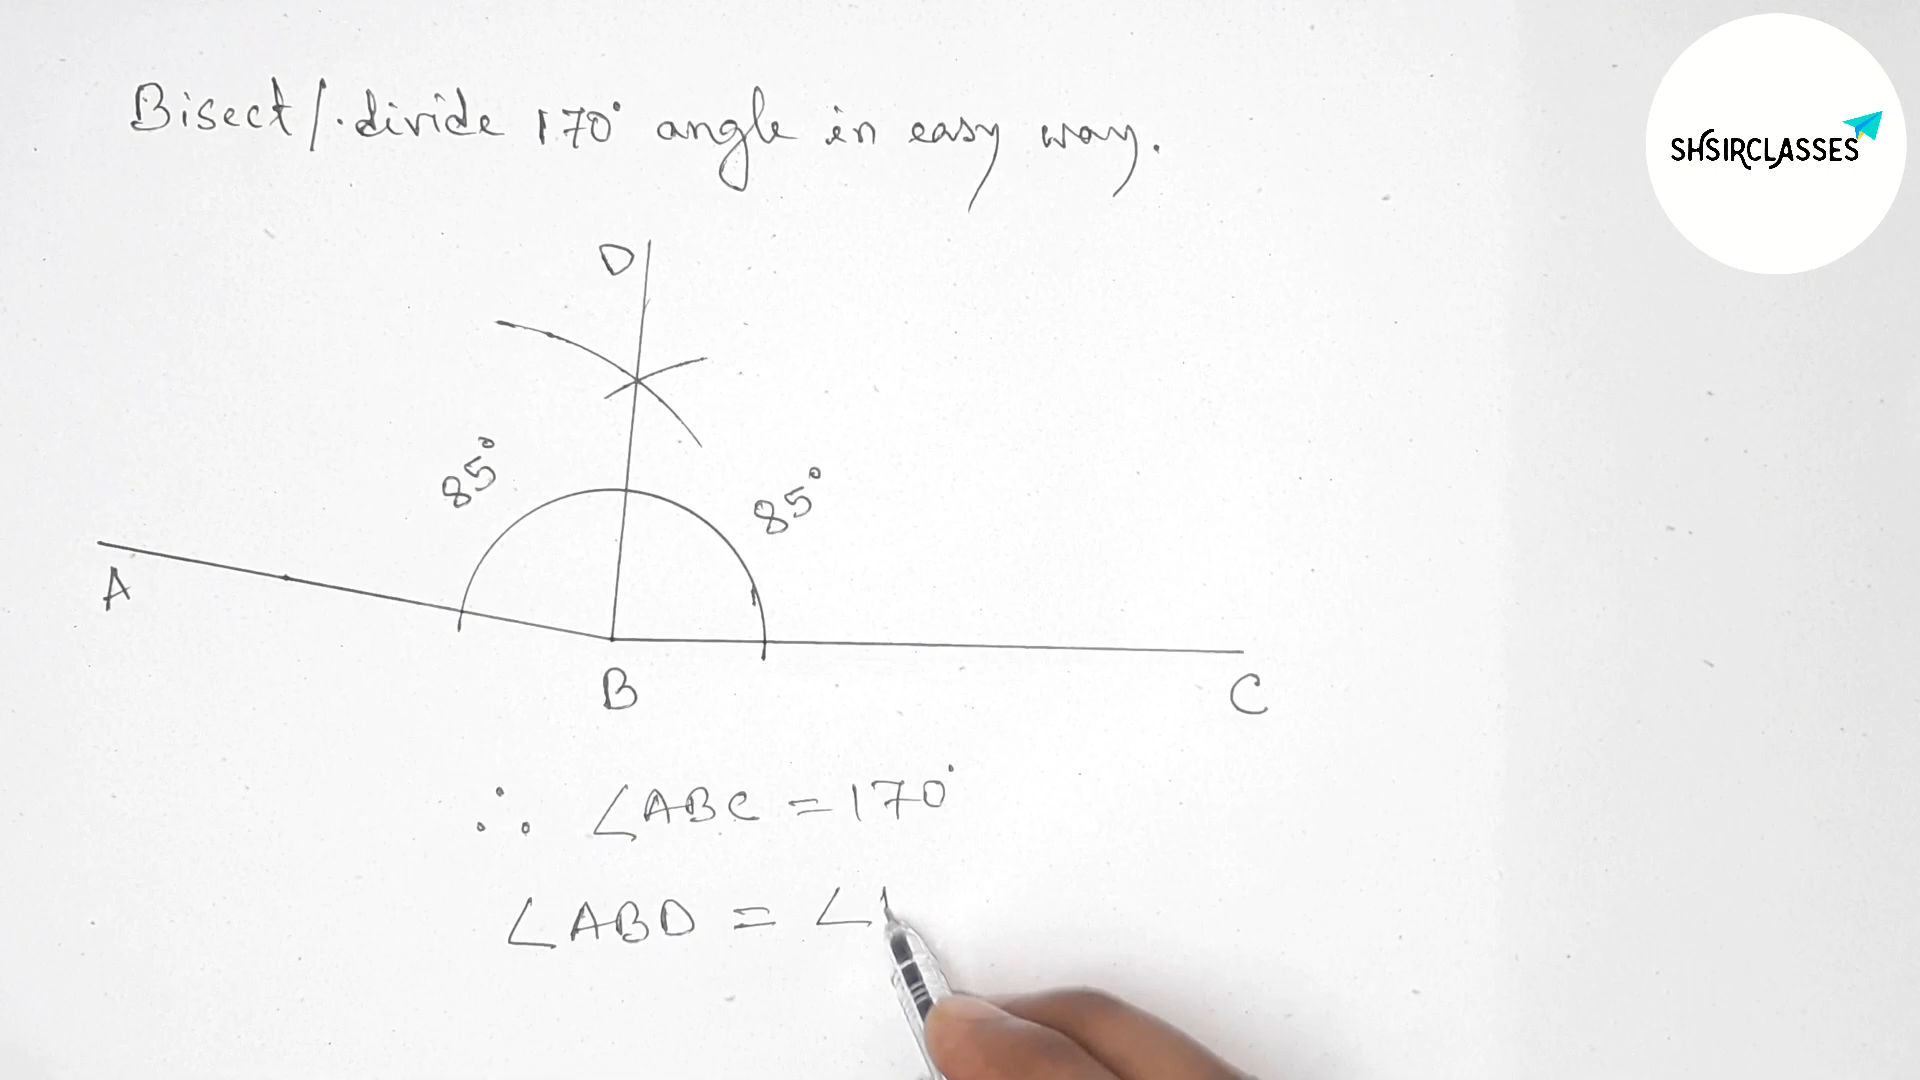 Bisect/.divide 170° angle in easy way.
SHSIRCLASSES
D
85°
85°
A
B
C
∴ ∠ABC = 170°
∠ABD = ∠